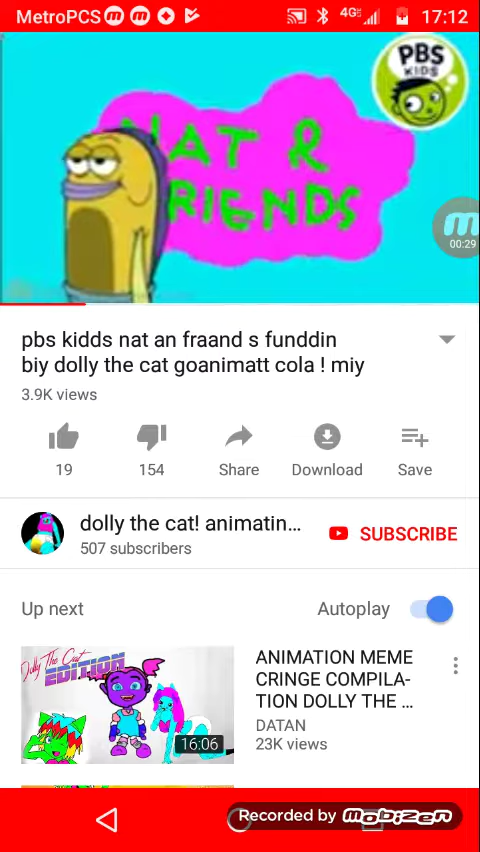 MetroPCS 4G 17:12
PBS
KIDS
NAT &
FRIENDS
00:29
pbs kidds nat an fraand s funddin
biy dolly the cat goanimatt cola ! miy
3.9K views
19 154 Share Download Save
dolly the cat! animatin...
SUBSCRIBE
507 subscribers
Up next Autoplay
Dolly The Cat
EDITION
16:06
ANIMATION MEME
CRINGE COMPILA-
TION DOLLY THE ...
DATAN
23K views
Recorded by Mobizen